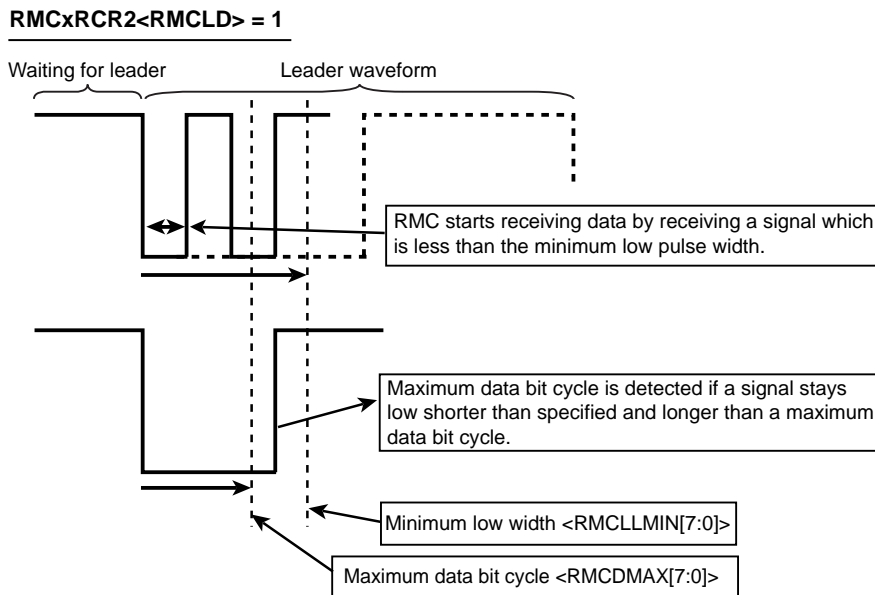 RMCxRCR2<RMCLD> = 1
Waiting for leader
Leader waveform
RMC starts receiving data by receiving a signal which
is less than the minimum low pulse width.
Maximum data bit cycle is detected if a signal stays
low shorter than specified and longer than a maximum
data bit cycle.
Minimum low width <RMCLLMIN[7:0]>
Maximum data bit cycle <RMCDMAX[7:0]>